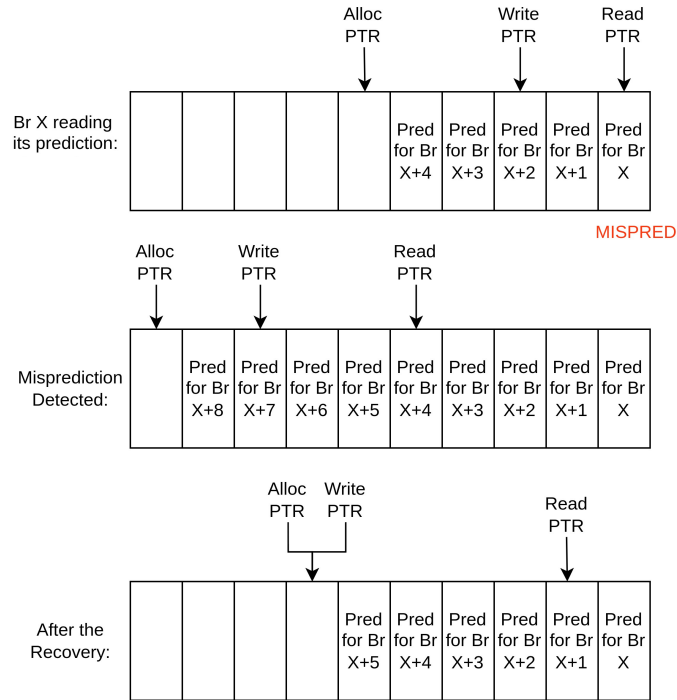 Alloc
PTR
Write
PTR
Read
PTR
Br X reading
its prediction:
Pred
for Br
X+4
Pred
for Br
X+3
Pred
for Br
X+2
Pred
for Br
X+1
Pred
for Br
X
MISPRED
Alloc
PTR
Write
PTR
Read
PTR
Misprediction
Detected:
Pred
for Br
X+8
Pred
for Br
X+7
Pred
for Br
X+6
Pred
for Br
X+5
Pred
for Br
X+4
Pred
for Br
X+3
Pred
for Br
X+2
Pred
for Br
X+1
Pred
for Br
X
Alloc
PTR
Write
PTR
Read
PTR
After the
Recovery:
Pred
for Br
X+5
Pred
for Br
X+4
Pred
for Br
X+3
Pred
for Br
X+2
Pred
for Br
X+1
Pred
for Br
X